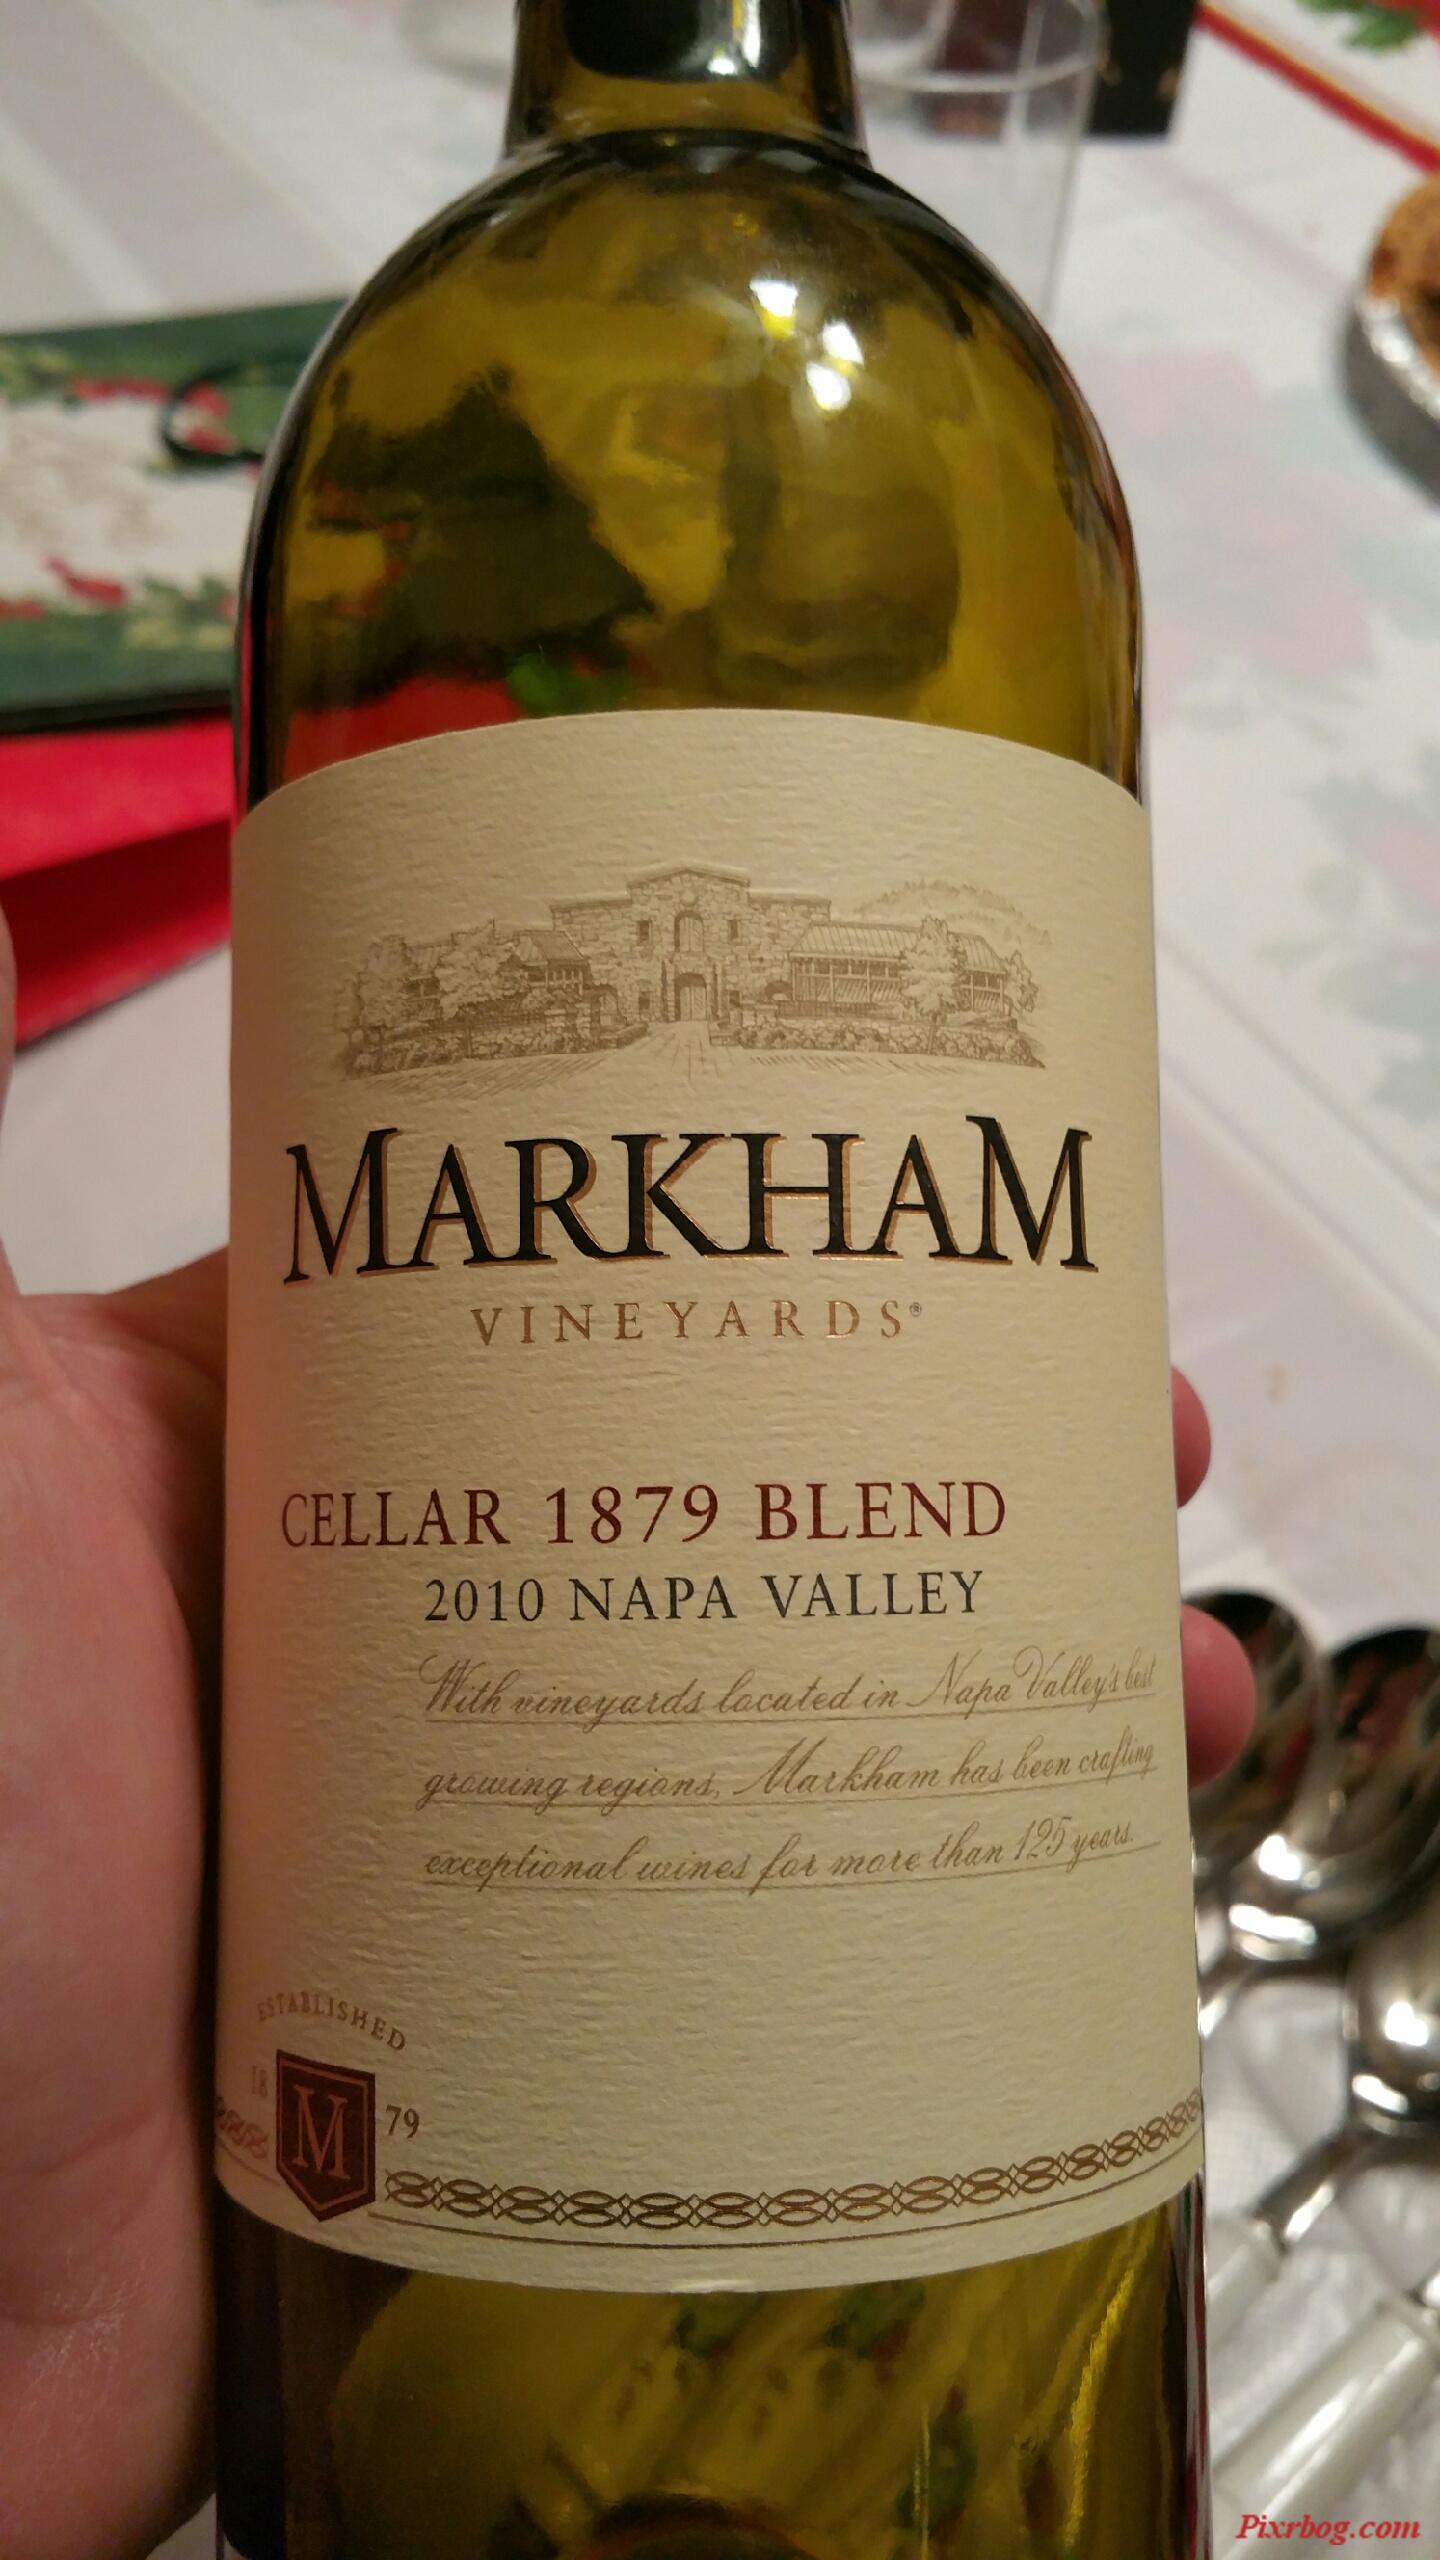 MARKHAM
VINEYARDS®
CELLAR 1879 BLEND
2010 NAPA VALLEY
With vineyards located in Napa Valley's best
growing regions, Markham has been crafting
exceptional wines for more than 125 years.
ESTABLISHED
18 M 79
Pixrbog.com